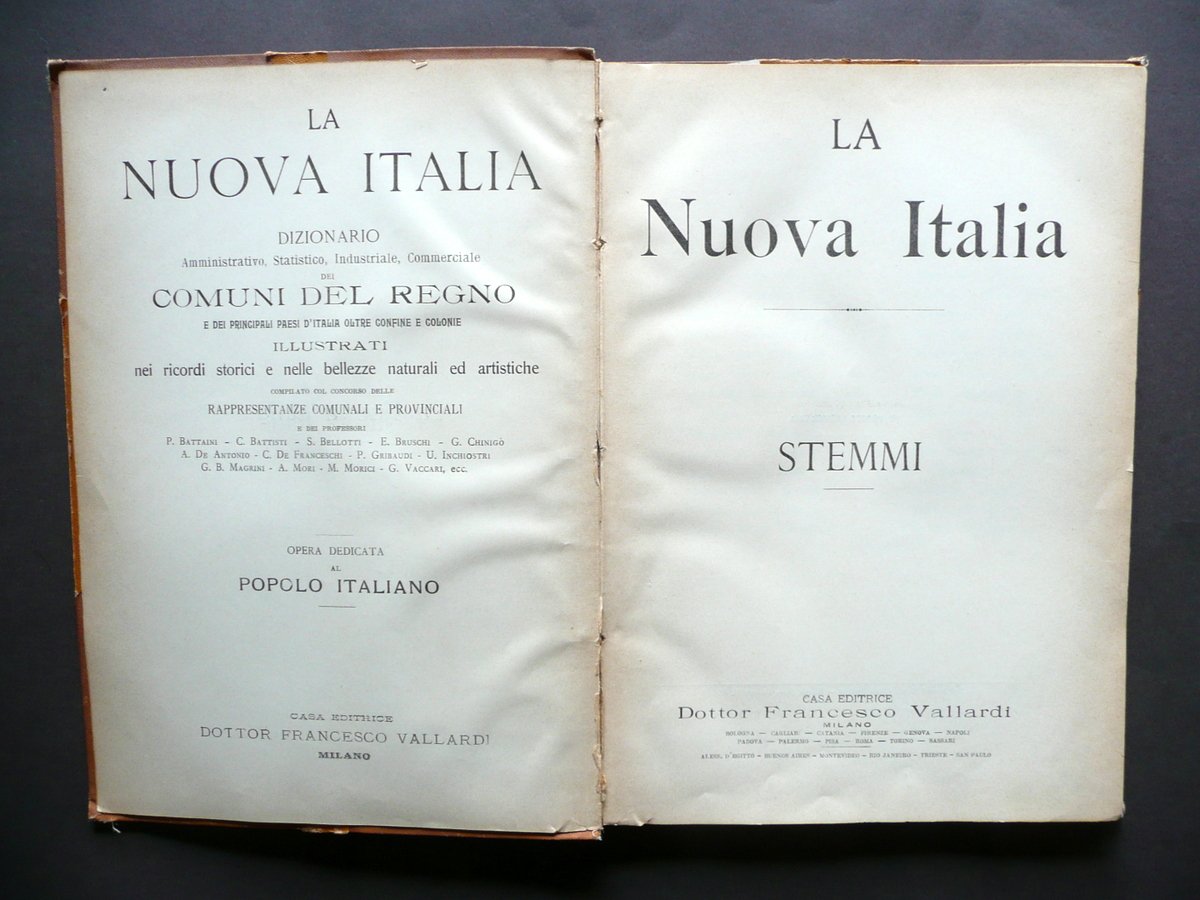 LA
NUOVA ITALIA
DIZIONARIO
Amministrativo, Statistico, Industriale, Commerciale
DEI
COMUNI DEL REGNO
E DEI PRINCIPALI PAESI D'ITALIA OLTRE CONFINE E COLONIE
ILLUSTRATI
nei ricordi storici e nelle bellezze naturali ed artistiche
COMPILATO COL CONCORSO DELLE
RAPPRESENTANZE COMUNALI E PROVINCIALI
E DEI PROFESSORI
P. BATTAINI – C. BATTISTI – S. BELLOTTI – E. BRUSCHI – G. CHINIGÒ
A. DE ANTONIO – C. DE FRANCESCHI – P. GRIBAUDI – U. INCHIOSTRI
G. B. MAGRINI – A. MORI – M. MORICI – G. VACCARI, ecc.
OPERA DEDICATA
AL
POPOLO ITALIANO
CASA EDITRICE
DOTTOR FRANCESCO VALLARDI
MILANO
LA
Nuova Italia
STEMMI
CASA EDITRICE
Dottor Francesco Vallardi
MILANO
BOLOGNA — CAGLIARI — CATANIA — FIRENZE — GENOVA — NAPOLI
PADOVA — PALERMO — PISA — ROMA — TORINO — SASSARI
ALESS. D'EGITTO — BUENOS AIRES — MONTEVIDEO — RIO JANEIRO — TRIESTE — SAN PAULO